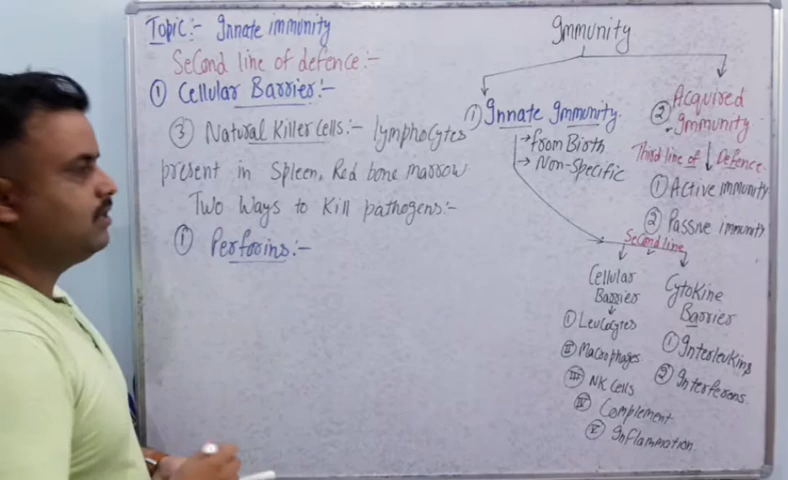 Topic:- Innate immunity
Second line of defence:-
① Cellular Barrier:-
③ Natural Killer Cells:- lymphocytes
present in Spleen, Red bone marrow
Two Ways to Kill pathogens:-
① Perforins:-
Immunity
① Innate Immunity
→ from Birth
→ Non-Specific
② Acquired
Immunity
Third line of Defence
① Active immunity
② Passive immunity
Second line
Cellular
Barrier
① Leucocytes
② Macrophages
③ NK Cells
④ Complement
⑤ Inflammation
Cytokine
Barrier
① Interleukins
② Interferons